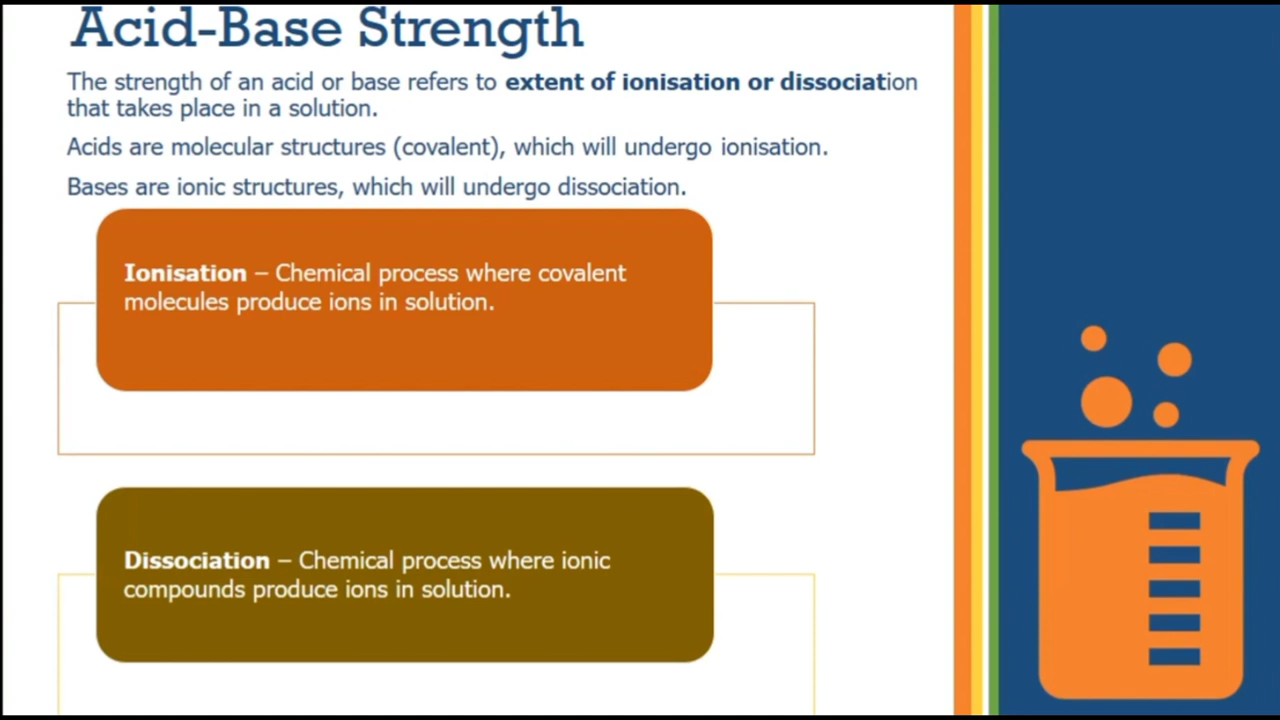 Acid-Base Strength
The strength of an acid or base refers to extent of ionisation or dissociation
that takes place in a solution.
Acids are molecular structures (covalent), which will undergo ionisation.
Bases are ionic structures, which will undergo dissociation.
Ionisation – Chemical process where covalent
molecules produce ions in solution.
Dissociation – Chemical process where ionic
compounds produce ions in solution.